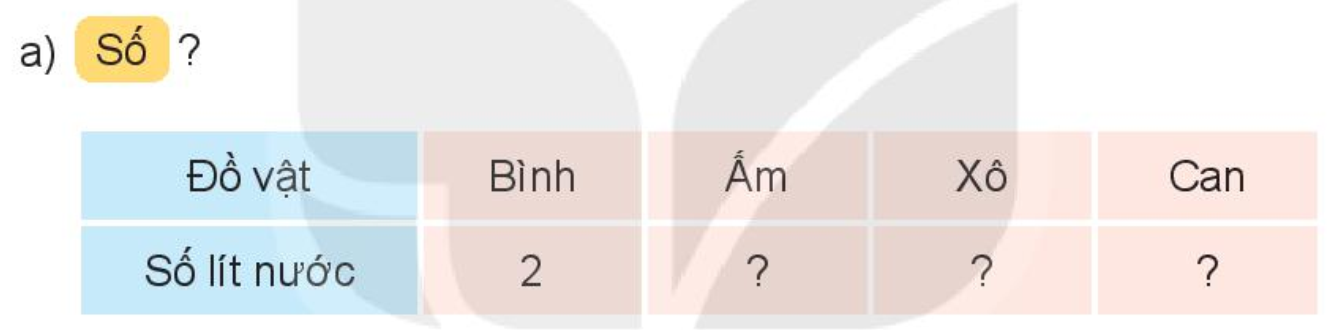 a) Số ?
Đồ vật Bình Ấm Xô Can
Số lít nước 2 ? ? ?